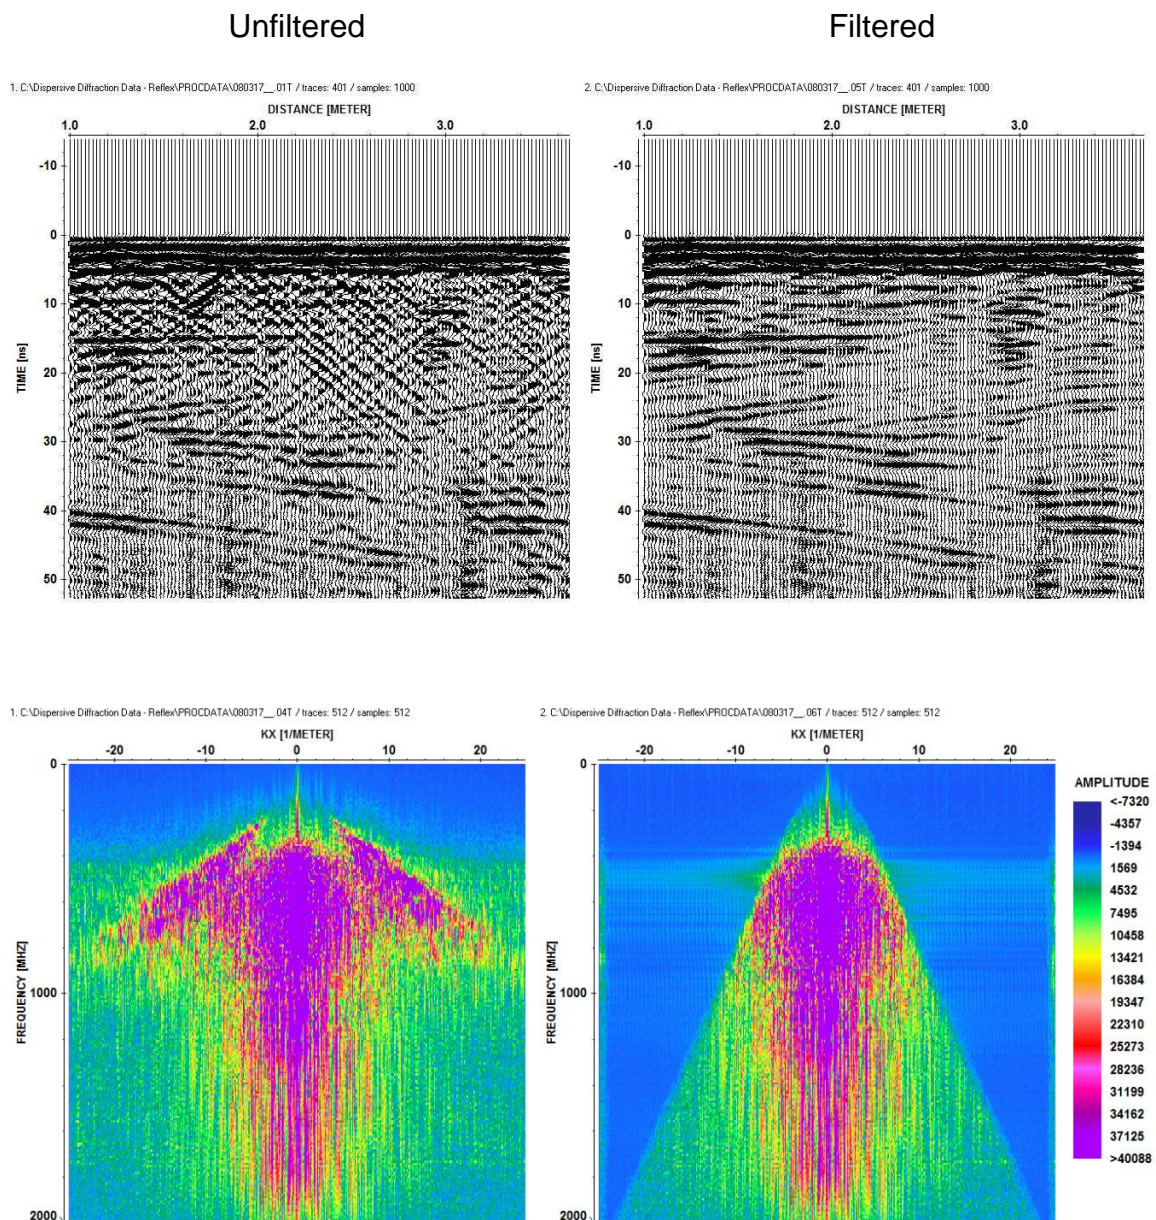 Unfiltered
Filtered
1. C:\Dispersive Diffraction Data - Reflex\PROCDATA\080317__.01T / traces: 401 / samples: 1000
DISTANCE [METER]
1.0 2.0 3.0
TIME [ns]
-10
0
10
20
30
40
50
2. C:\Dispersive Diffraction Data - Reflex\PROCDATA\080317__.05T / traces: 401 / samples: 1000
DISTANCE [METER]
1.0 2.0 3.0
TIME [ns]
-10
0
10
20
30
40
50
1. C:\Dispersive Diffraction Data - Reflex\PROCDATA\080317__.04T / traces: 512 / samples: 512
KX [1/METER]
-20 -10 0 10 20
FREQUENCY [MHZ]
0
1000
2000
2. C:\Dispersive Diffraction Data - Reflex\PROCDATA\080317__.06T / traces: 512 / samples: 512
KX [1/METER]
-20 -10 0 10 20
FREQUENCY [MHZ]
0
1000
2000
AMPLITUDE
<-7320
-4357
-1394
1569
4532
7495
10458
13421
16384
19347
22310
25273
28236
31199
34162
37125
>40088